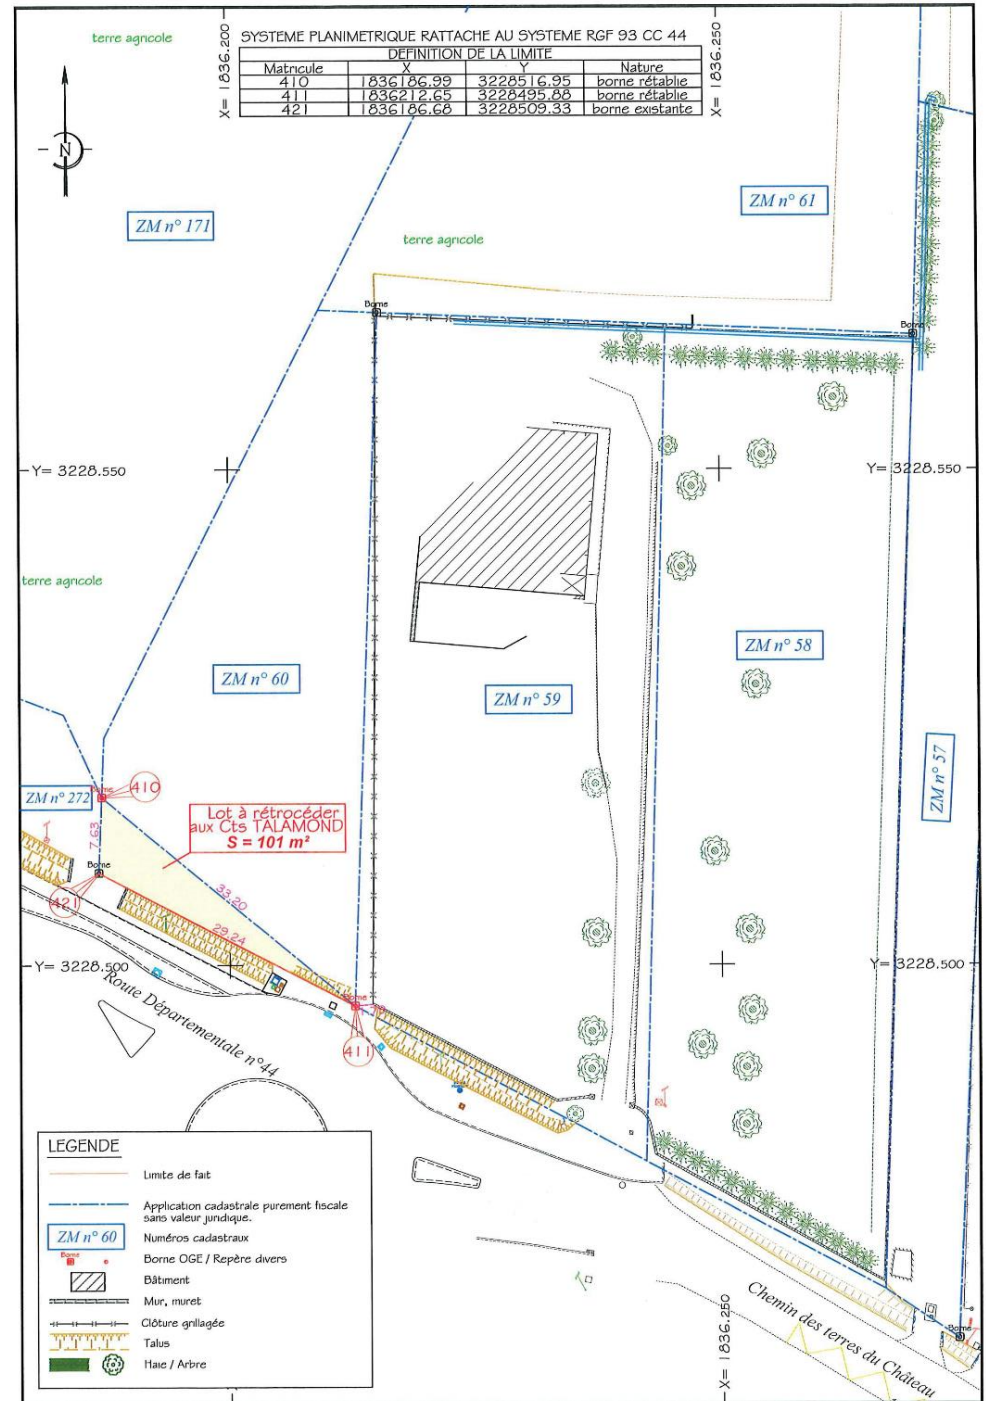 terre agricole
X= 1836.200
SYSTEME PLANIMETRIQUE RATTACHE AU SYSTEME RGF 93 CC 44
DEFINITION DE LA LIMITE
Matricule X Y Nature
410 1836186.99 3228516.95 borne rétablie
411 1836212.65 3228495.88 borne rétablie
421 1836186.68 3228509.33 borne existante
X= 1836.250
N
ZM n° 171
ZM n° 61
terre agricole
Borne
Borne
Y= 3228.550
Y= 3228.550
terre agricole
ZM n° 60
ZM n° 59
ZM n° 58
ZM n° 57
ZM n° 272
Borne
410
7.63
Lot à rétrocéder
aux Cts TALAMOND
S = 101 m²
Borne
421
33.20
29.24
Y= 3228.500
Y= 3228.500
Route Départementale n°44
Borne
411
Borne
X= 1836.250
Chemin des terres du Château
LEGENDE
Limite de fait
Application cadastrale purement fiscale
sans valeur juridique.
ZM n° 60 Numéros cadastraux
Borne
Borne OGE / Repère divers
Bâtiment
Mur, muret
Clôture grillagée
Talus
Haie / Arbre